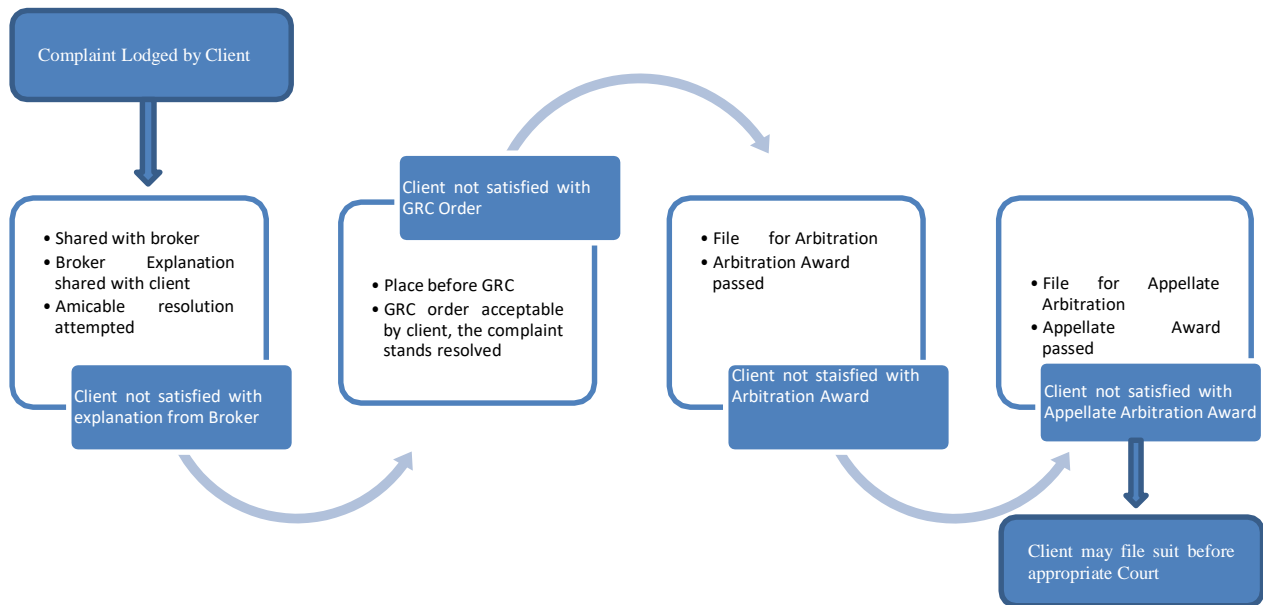 Complaint Lodged by Client
• Shared with broker
• Broker Explanation
shared with client
• Amicable resolution
attempted
Client not satisfied with
explanation from Broker
Client not satisfied with
GRC Order
• Place before GRC
• GRC order acceptable
by client, the complaint
stands resolved
• File for Arbitration
• Arbitration Award
passed
Client not staisfied with
Arbitration Award
• File for Appellate
Arbitration
• Appellate Award
passed
Client not satisfied with
Appellate Arbitration Award
Client may file suit before
appropriate Court